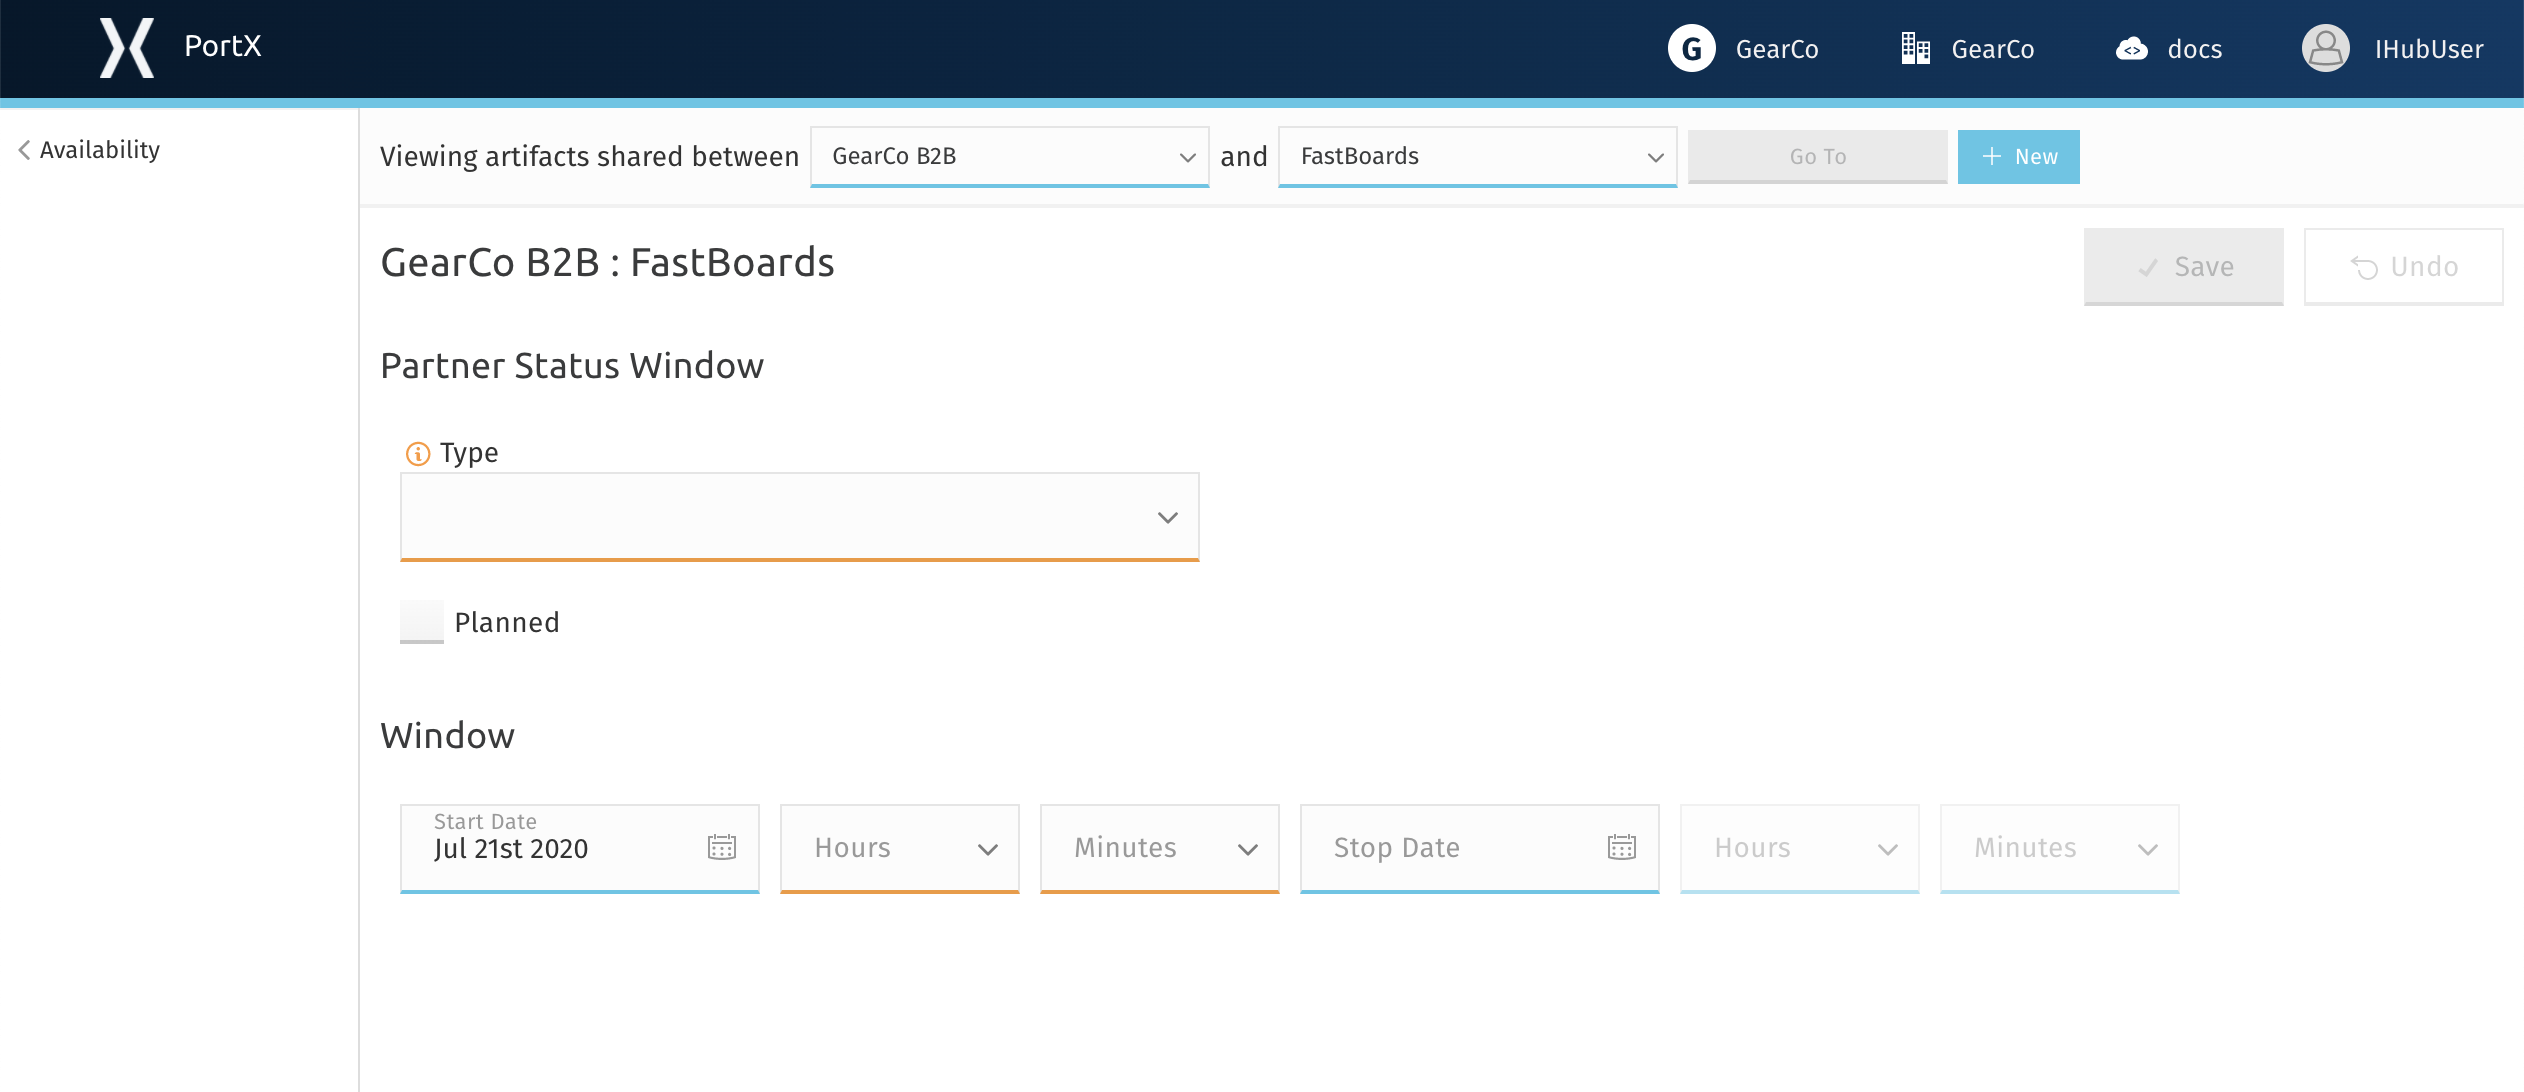 PortX
G GearCo GearCo <> docs IHubUser
Availability
Viewing artifacts shared between GearCo B2B and FastBoards Go To + New
GearCo B2B : FastBoards
Save Undo
Partner Status Window
Type
Planned
Window
Start Date
Jul 21st 2020 Hours Minutes Stop Date Hours Minutes